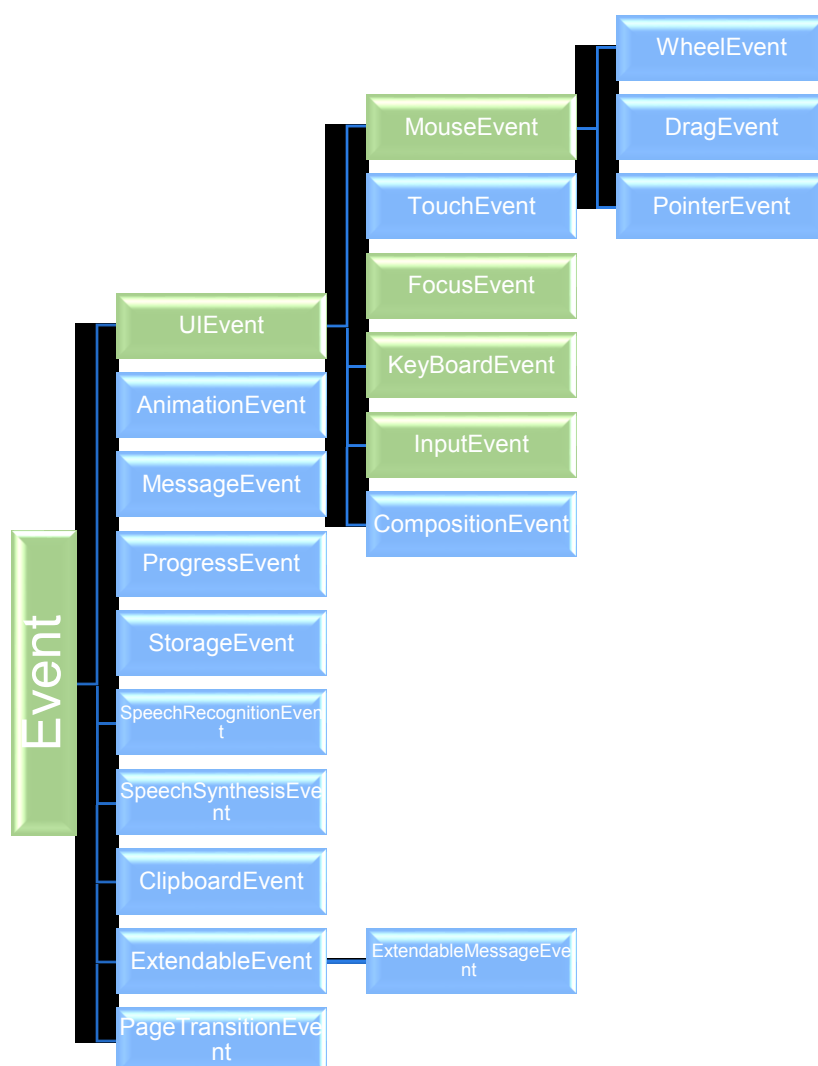 WheelEvent
MouseEvent
DragEvent
TouchEvent
PointerEvent
FocusEvent
UIEvent
KeyBoardEvent
AnimationEvent
InputEvent
MessageEvent
CompositionEvent
ProgressEvent
Event
StorageEvent
SpeechRecognitionEven
t
SpeechSynthesisEve
nt
ClipboardEvent
ExtendableEvent
ExtendableMessageEve
nt
PageTransitionEve
nt